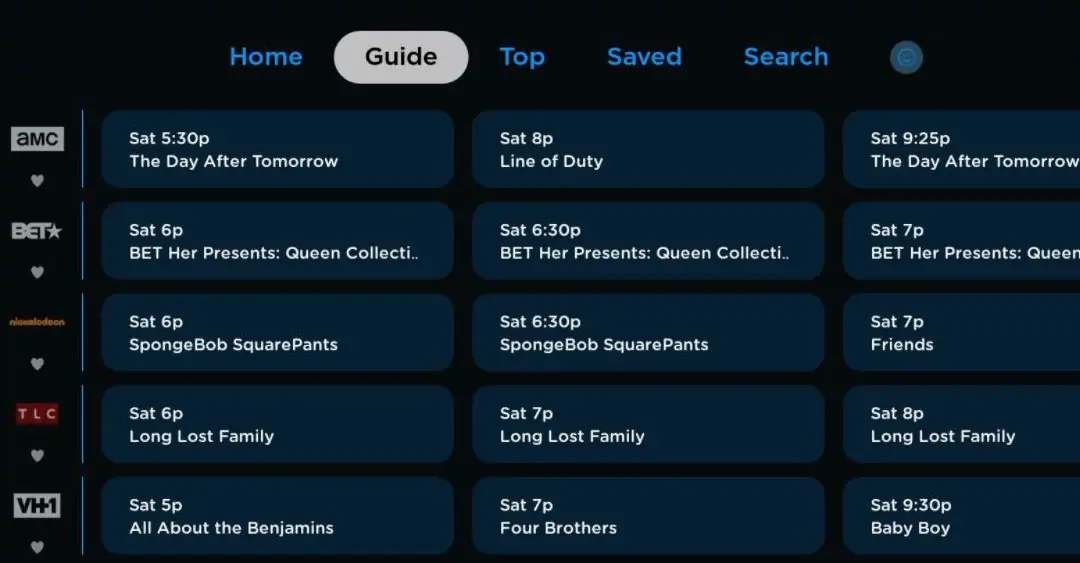 Home Guide Top Saved Search
aMC
Sat 5:30p
The Day After Tomorrow
Sat 8p
Line of Duty
Sat 9:25p
The Day After Tomorrow
BET
Sat 6p
BET Her Presents: Queen Collecti..
Sat 6:30p
BET Her Presents: Queen Collecti..
Sat 7p
BET Her Presents: Queen
nickelodeon
Sat 6p
SpongeBob SquarePants
Sat 6:30p
SpongeBob SquarePants
Sat 7p
Friends
TLC
Sat 6p
Long Lost Family
Sat 7p
Long Lost Family
Sat 8p
Long Lost Family
VH1
Sat 5p
All About the Benjamins
Sat 7p
Four Brothers
Sat 9:30p
Baby Boy